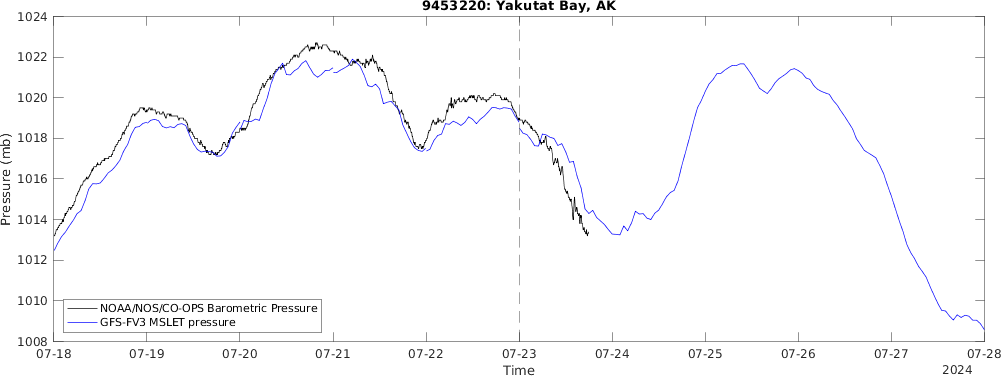 9453220: Yakutat Bay, AK
Pressure (mb)
1024
1022
1020
1018
1016
1014
1012
1010
1008
NOAA/NOS/CO-OPS Barometric Pressure
GFS-FV3 MSLET pressure
07-18 07-19 07-20 07-21 07-22 07-23 07-24 07-25 07-26 07-27 07-28
Time
2024